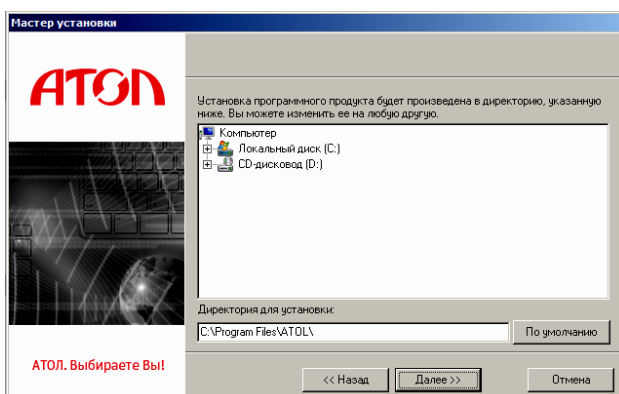 Мастер установки
АТОЛ
Установка программного продукта будет произведена в директорию, указанную
ниже. Вы можете изменить ее на любую другую.
Компьютер
Локальный диск (C:)
CD-дисковод (D:)
Директория для установки:
C:\Program Files\ATOL\
По умолчанию
АТОЛ. Выбираете Вы!
<< Назад
Далее >>
Отмена